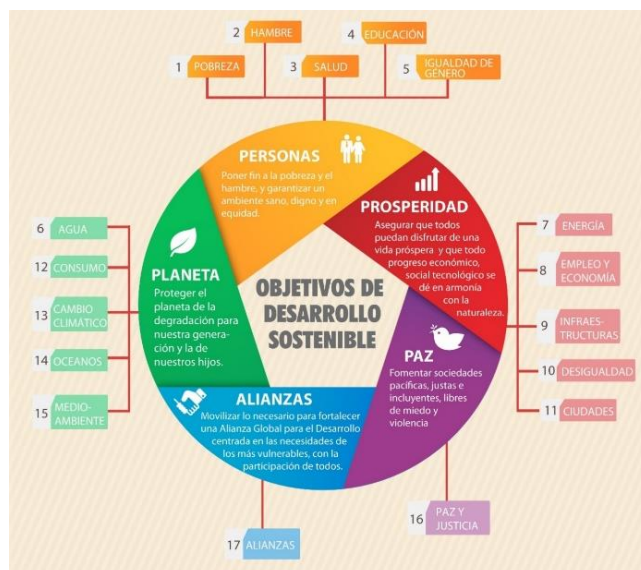 2 HAMBRE
4 EDUCACIÓN
1 POBREZA
3 SALUD
5 IGUALDAD DE
GÉNERO
PERSONAS
Poner fin a la pobreza y el
hambre, y garantizar un
ambiente sano, digno y en
equidad.
PROSPERIDAD
Asegurar que todos
puedan disfrutar de una
vida próspera y que todo
progreso económico,
social tecnológico se
dé en armonía
con la
naturaleza.
7 ENERGÍA
8 EMPLEO Y
ECONOMÍA
9 INFRAES-
TRUCTURAS
10 DESIGUALDAD
11 CIUDADES
6 AGUA
12 CONSUMO
13 CAMBIO
CLIMÁTICO
14 OCEANOS
15 MEDIO-
AMBIENTE
PLANETA
Proteger el
planeta de la
degradación para
nuestra genera-
ción y la de
nuestros hijos.
OBJETIVOS DE
DESARROLLO
SOSTENIBLE
PAZ
Fomentar sociedades
pacíficas, justas e
incluyentes, libres
de miedo y
violencia
ALIANZAS
Movilizar lo necesario para fortalecer
una Alianza Global para el Desarrollo
centrada en las necesidades de
los más vulnerables, con la
participación de todos.
16 PAZ Y
JUSTICIA
17 ALIANZAS